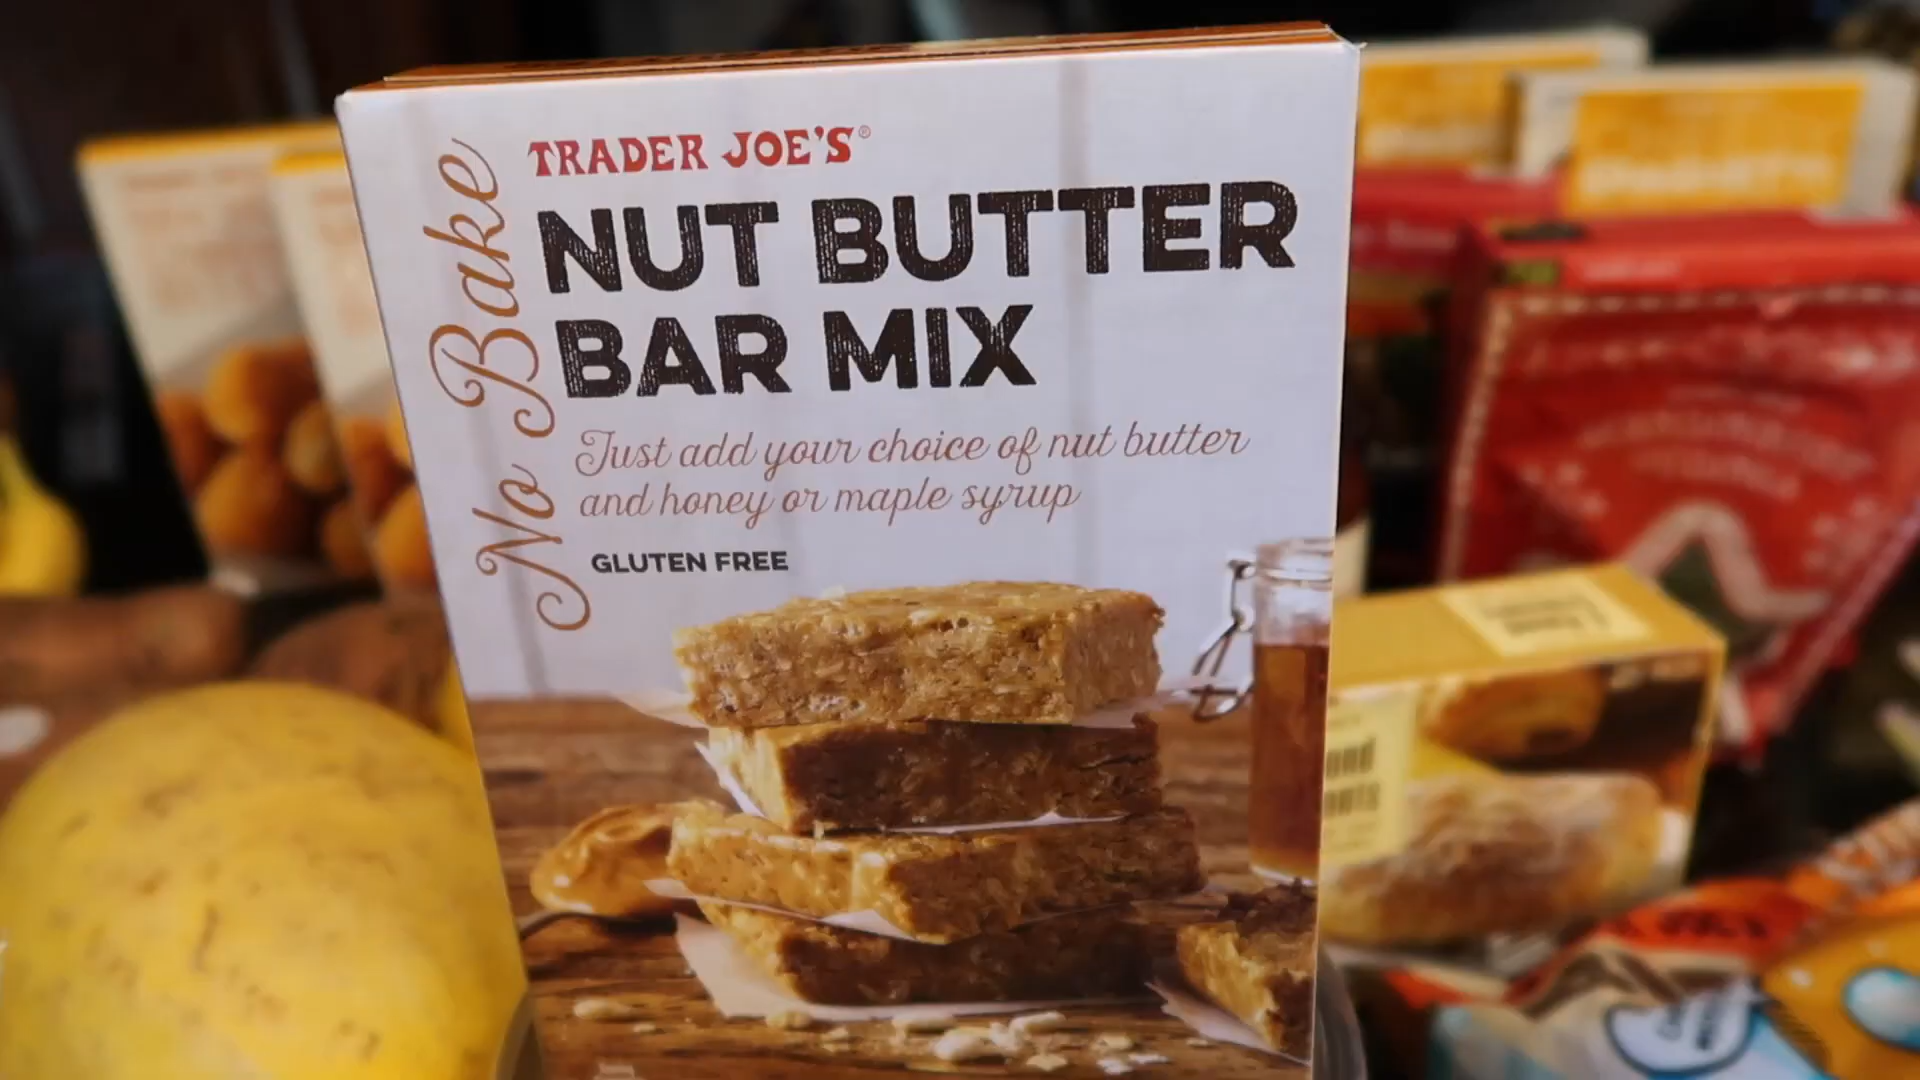 No Bake
TRADER JOE'S®
NUT BUTTER
BAR MIX
Just add your choice of nut butter
and honey or maple syrup
GLUTEN FREE